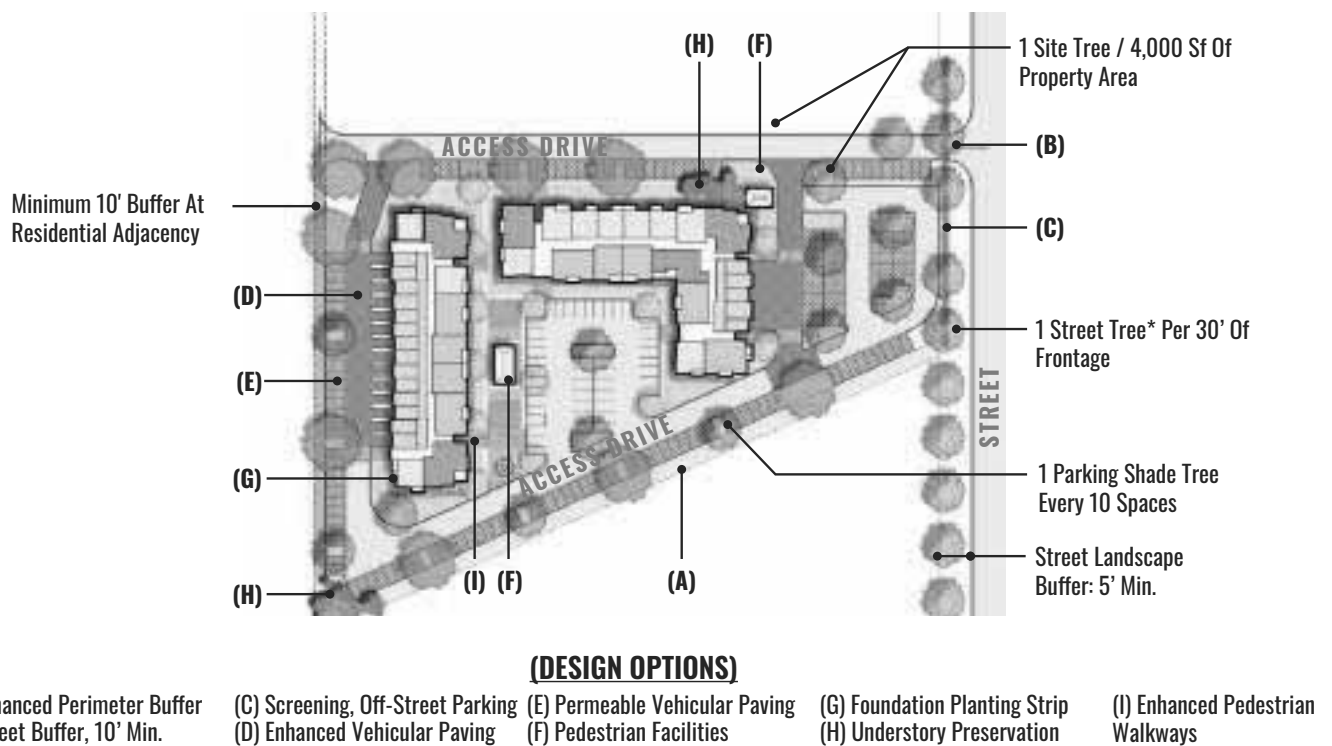 (H)
(F)
1 Site Tree / 4,000 Sf Of
Property Area
ACCESS DRIVE
(B)
Minimum 10' Buffer At
Residential Adjacency
(C)
(D)
1 Street Tree* Per 30' Of
Frontage
(E)
STREET
ACCESS DRIVE
(G)
1 Parking Shade Tree
Every 10 Spaces
Street Landscape
Buffer: 5' Min.
(H)
(I)
(F)
(A)
(DESIGN OPTIONS)
Perimeter Buffer
Buffer, 10' Min.
(C) Screening, Off-Street Parking
(D) Enhanced Vehicular Paving
(E) Permeable Vehicular Paving
(F) Pedestrian Facilities
(G) Foundation Planting Strip
(H) Understory Preservation
(I) Enhanced Pedestrian
Walkways